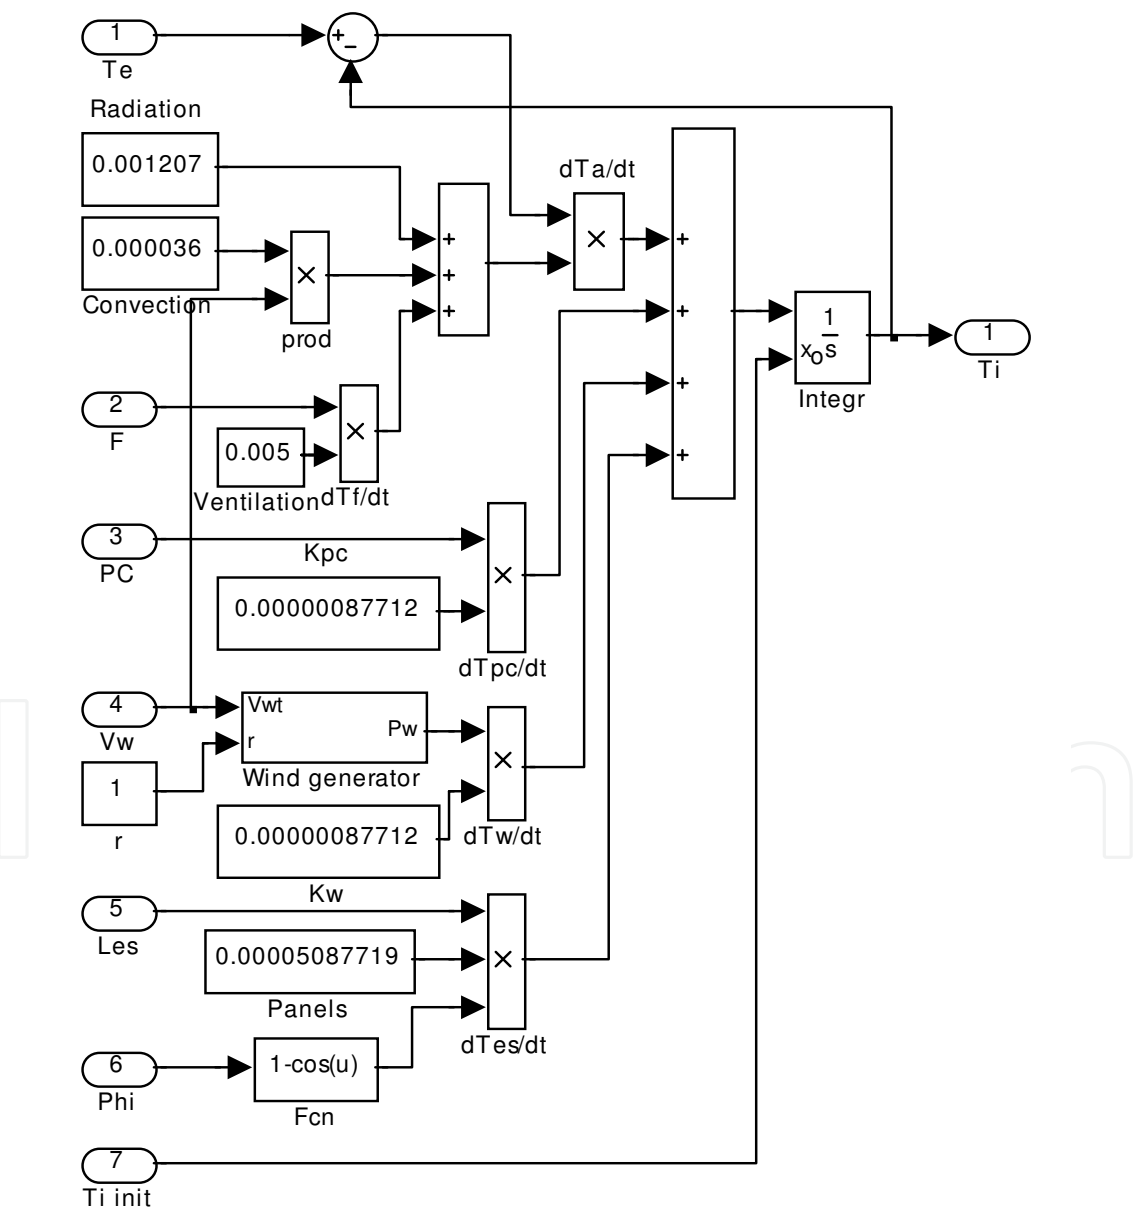 1
Te
+
−
Radiation
0.001207
dTa/dt
×
+
0.000036
Convection
×
prod
+
+
+
+
+
+
1
s
xo
Integr
1
Ti
2
F
0.005
Ventilation
×
dTf/dt
3
PC
Kpc
0.00000087712
×
dTpc/dt
4
Vw
Vwt
r
Pw
Wind generator
1
r
×
dTw/dt
0.00000087712
Kw
5
Les
0.00005087719
Panels
×
dTes/dt
6
Phi
1-cos(u)
Fcn
7
Ti init